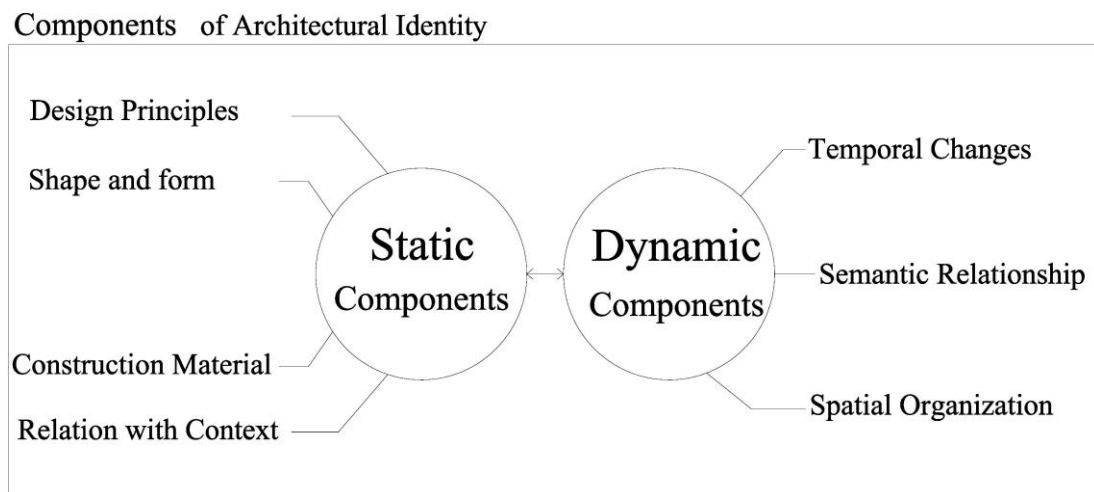 Components of Architectural Identity
Design Principles
Shape and form
Construction Material
Relation with Context
Static
Components
Dynamic
Components
Temporal Changes
Semantic Relationship
Spatial Organization